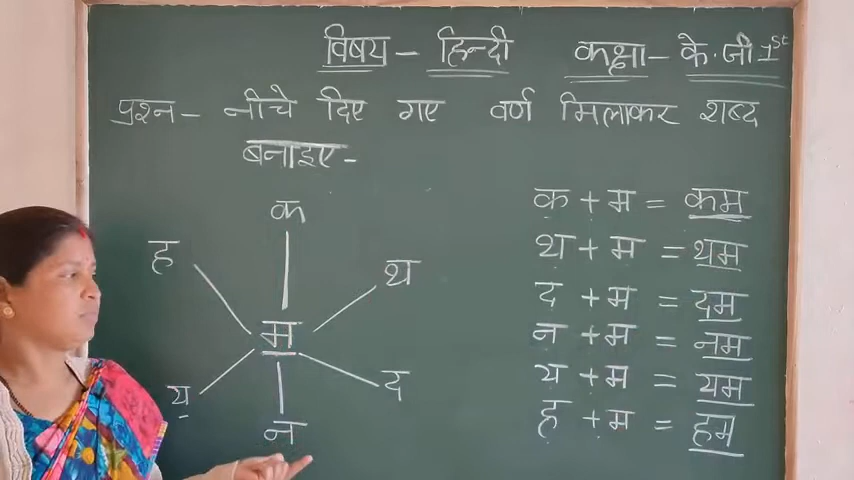 विषय - हिन्दी कक्षा - के.जी 1st
प्रश्न - नीचे दिए गए वर्ण मिलाकर शब्द
बनाइए -
क
ह
थ
म
य
द
न
क + म = कम
थ + म = थम
द + म = दम
न + म = नम
य + म = यम
ह + म = हम